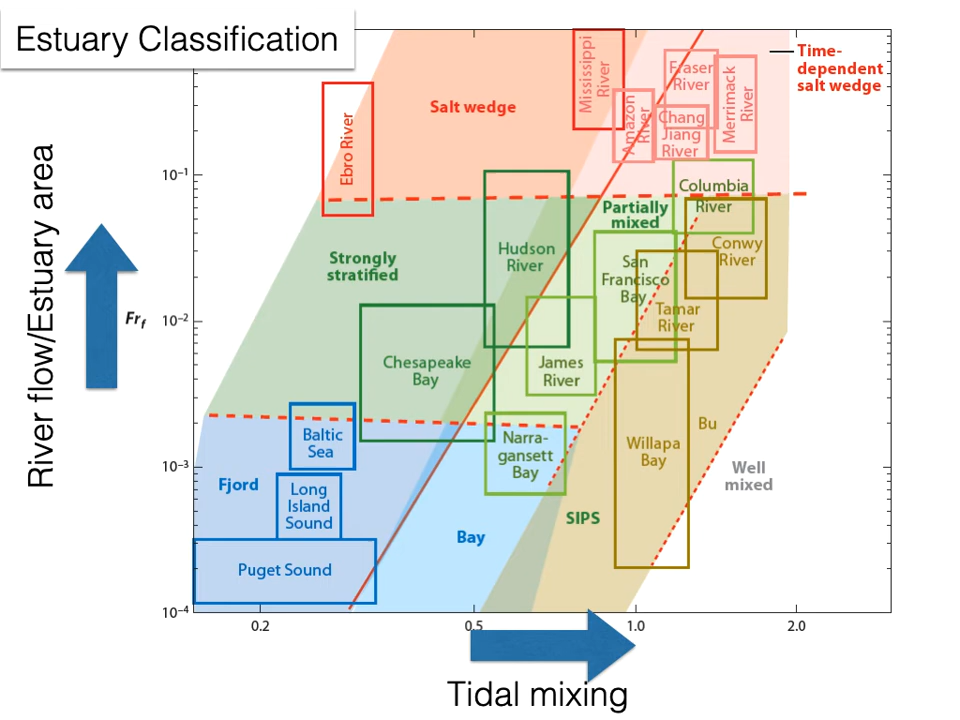 Estuary Classification
River flow/Estuary area
Fr_f
10⁻¹
10⁻²
10⁻³
10⁻⁴
Salt wedge
Mississippi
River
Fraser
River
Merrimack
River
Amazon
River
Chang
Jiang
River
Time-
dependent
salt wedge
Ebro River
Columbia
River
Partially
mixed
Strongly
stratified
Hudson
River
San
Francisco
Bay
Conwy
River
Tamar
River
Chesapeake
Bay
James
River
Baltic
Sea
Narra-
gansett
Bay
Willapa
Bay
Bu
Well
mixed
Fjord
Long
Island
Sound
SIPS
Bay
Puget Sound
0.2
0.5
1.0
2.0
Tidal mixing